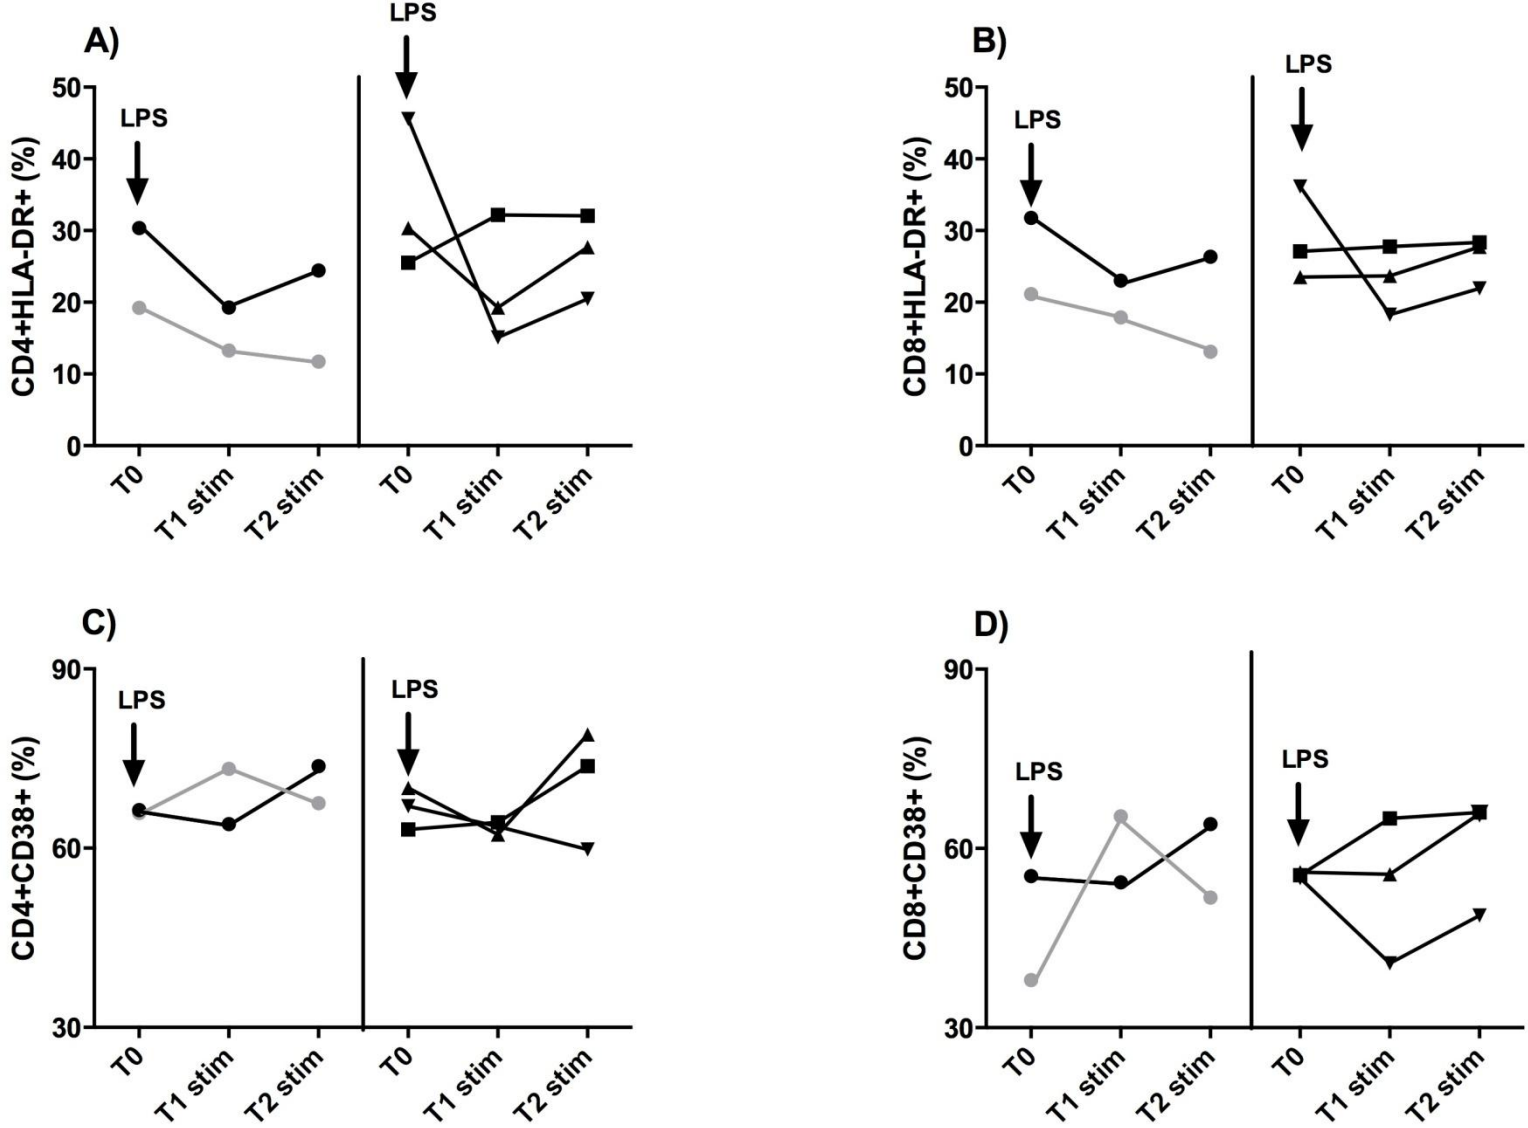 A)
LPS
LPS
CD4+HLA-DR+ (%)
50
40
30
20
10
0
T0
T1 stim
T2 stim
T0
T1 stim
T2 stim
B)
LPS
LPS
CD8+HLA-DR+ (%)
50
40
30
20
10
0
T0
T1 stim
T2 stim
T0
T1 stim
T2 stim
C)
LPS
LPS
CD4+CD38+ (%)
90
60
30
T0
T1 stim
T2 stim
T0
T1 stim
T2 stim
D)
LPS
LPS
CD8+CD38+ (%)
90
60
30
T0
T1 stim
T2 stim
T0
T1 stim
T2 stim